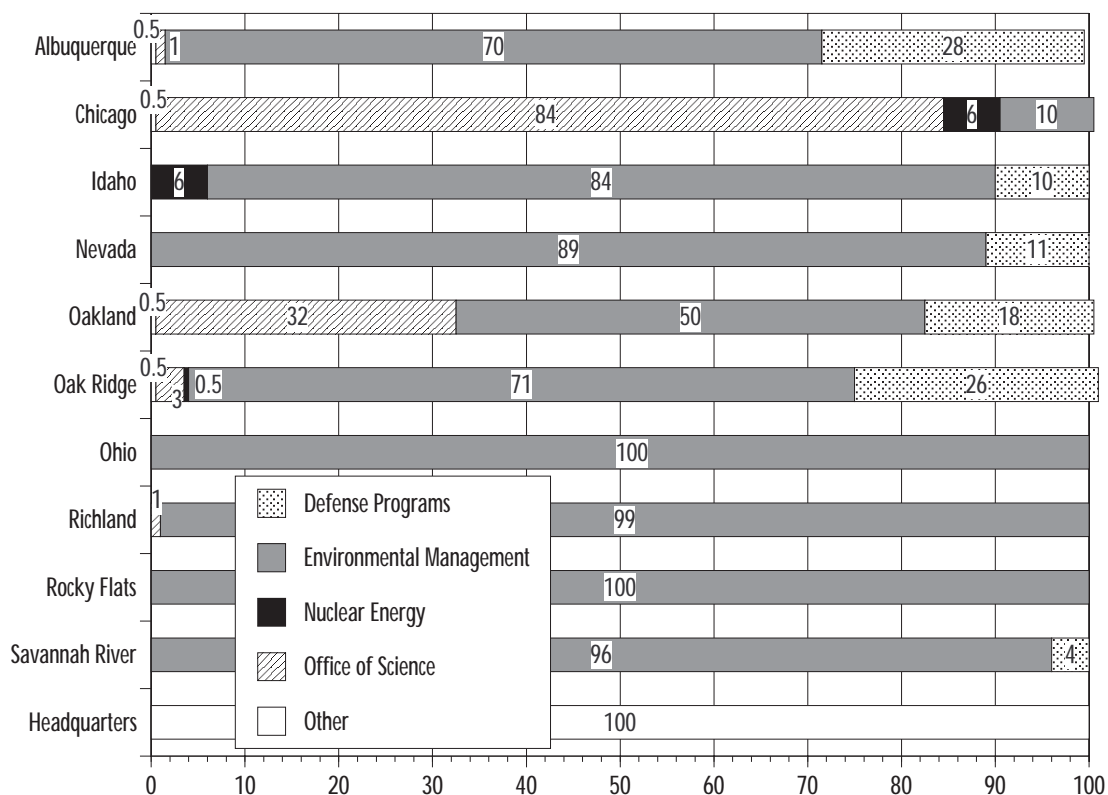 0.5
Albuquerque 1 70 28
0.5
Chicago 84 6 10
Idaho 6 84 10
Nevada 89 11
0.5
Oakland 32 50 18
0.5
Oak Ridge 3 0.5 71 26
Ohio 100
1
Richland 99
Rocky Flats 100
Savannah River 96 4
Headquarters 100
Defense Programs
Environmental Management
Nuclear Energy
Office of Science
Other
0 10 20 30 40 50 60 70 80 90 100